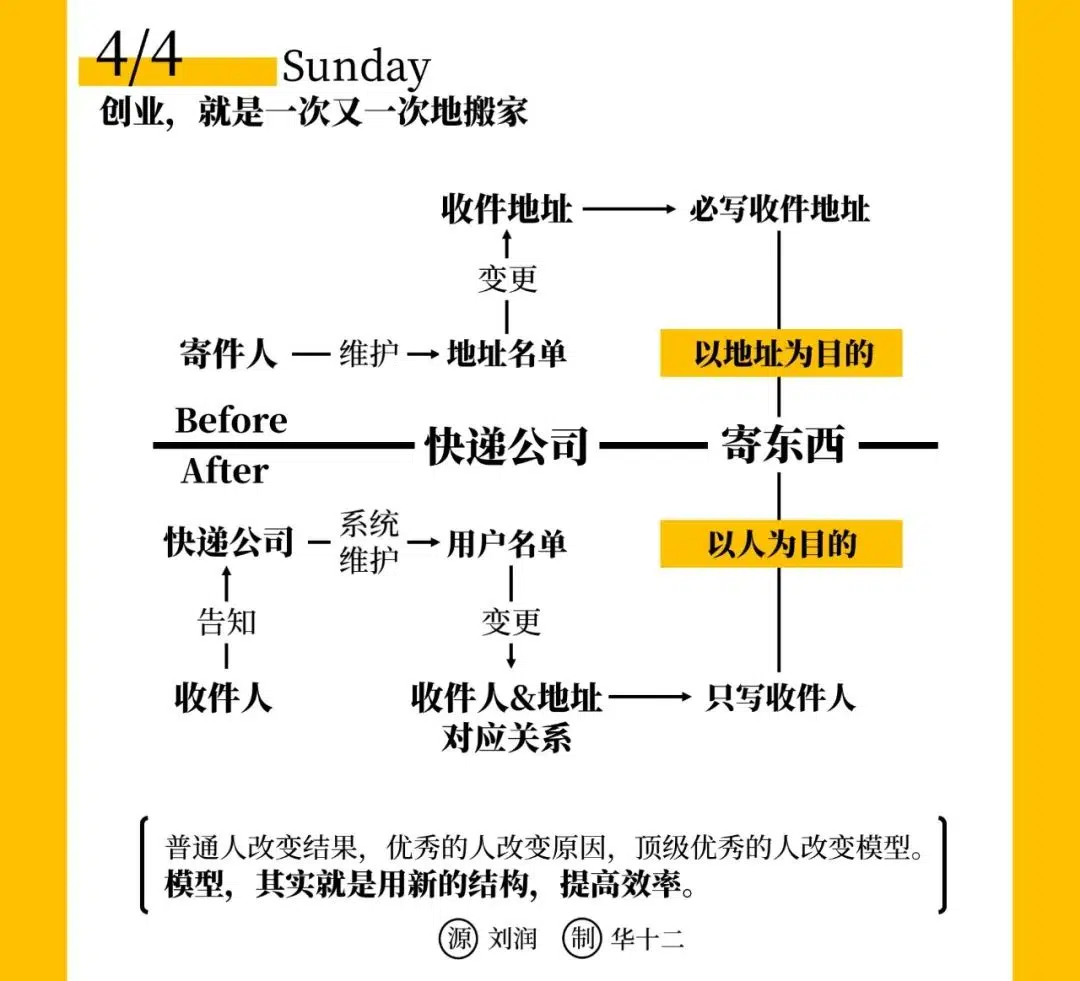 4/4
Sunday
创业，就是一次又一次地搬家
收件地址
必写收件地址
变更
寄件人
维护
地址名单
以地址为目的
Before
快递公司
寄东西
After
快递公司
系统
维护
用户名单
以人为目的
告知
变更
收件人
收件人&地址
对应关系
只写收件人
普通人改变结果，优秀的人改变原因，顶级优秀的人改变模型。
模型，其实就是用新的结构，提高效率。
源 刘润 制 华十二